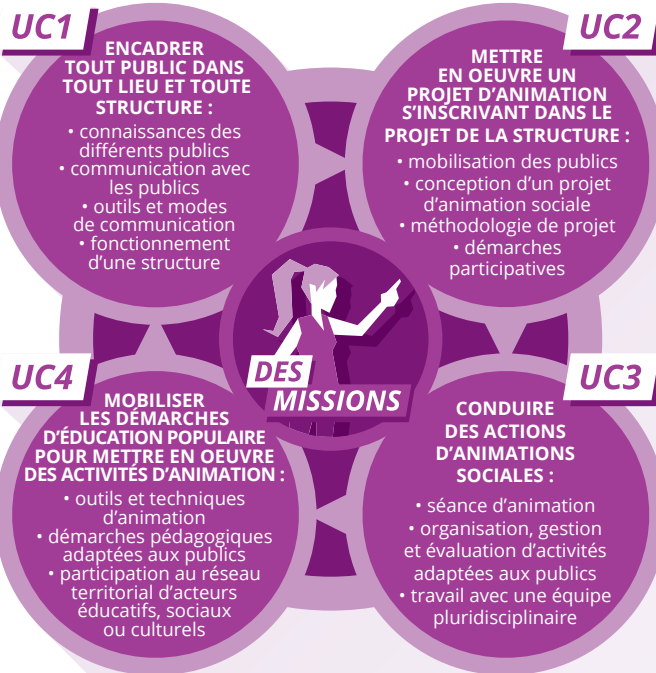 UC1
ENCADRER
TOUT PUBLIC DANS
TOUT LIEU ET TOUTE
STRUCTURE :
• connaissances des
différents publics
• communication avec
les publics
• outils et modes
de communication
• fonctionnement
d'une structure
UC2
METTRE
EN OEUVRE UN
PROJET D'ANIMATION
S'INSCRIVANT DANS LE
PROJET DE LA STRUCTURE :
• mobilisation des publics
• conception d'un projet
d'animation sociale
• méthodologie de projet
• démarches
participatives
DES
MISSIONS
UC4
MOBILISER
LES DÉMARCHES
D'ÉDUCATION POPULAIRE
POUR METTRE EN OEUVRE
DES ACTIVITÉS D'ANIMATION :
• outils et techniques
d'animation
• démarches pédagogiques
adaptées aux publics
• participation au réseau
territorial d'acteurs
éducatifs, sociaux
ou culturels
UC3
CONDUIRE
DES ACTIONS
D'ANIMATIONS
SOCIALES :
• séance d'animation
• organisation, gestion
et évaluation d'activités
adaptées aux publics
• travail avec une équipe
pluridisciplinaire